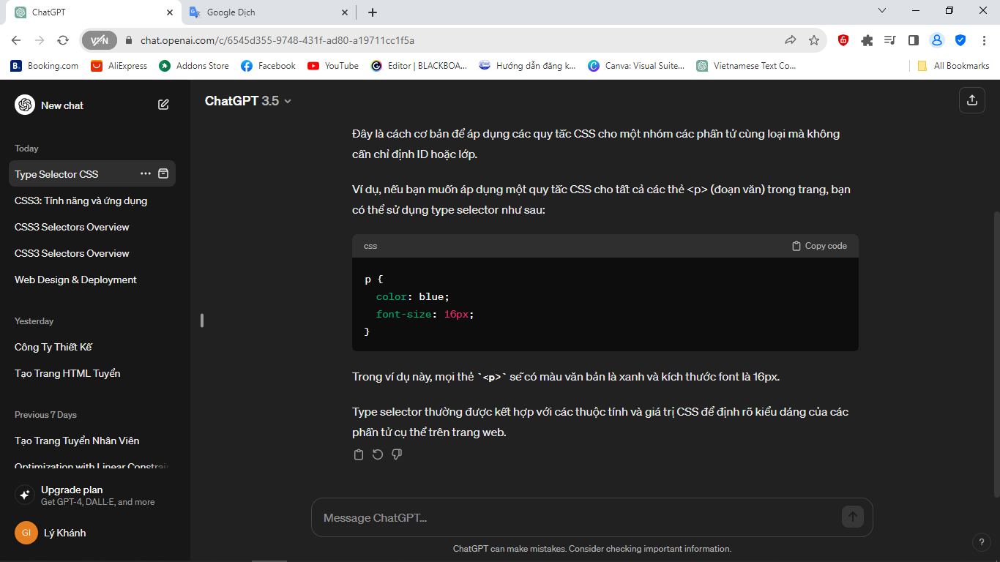 ChatGPT
Google Dịch
VPN
chat.openai.com/c/6545d355-9748-431f-ad80-a19711cc1f5a
B. Booking.com
AliExpress
Addons Store
Facebook
YouTube
Editor | BLACKBOA...
Hướng dẫn đăng k...
Canva: Visual Suite...
Vietnamese Text Co...
All Bookmarks
New chat
Today
Type Selector CSS
CSS3: Tính năng và ứng dụng
CSS3 Selectors Overview
CSS3 Selectors Overview
Web Design & Deployment
Yesterday
Công Ty Thiết Kế
Tạo Trang HTML Tuyển
Previous 7 Days
Tạo Trang Tuyển Nhân Viên
Optimization with Linear Constrai
Upgrade plan
Get GPT-4, DALL·E, and more
GI
Lý Khánh
ChatGPT 3.5
Đây là cách cơ bản để áp dụng các quy tắc CSS cho một nhóm các phần tử cùng loại mà không
cần chỉ định ID hoặc lớp.
Ví dụ, nếu bạn muốn áp dụng một quy tắc CSS cho tất cả các thẻ <p> (đoạn văn) trong trang, bạn
có thể sử dụng type selector như sau:
css
Copy code
p {
color: blue;
font-size: 16px;
}
Trong ví dụ này, mọi thẻ `<p>` sẽ có màu văn bản là xanh và kích thước font là 16px.
Type selector thường được kết hợp với các thuộc tính và giá trị CSS để định rõ kiểu dáng của các
phần tử cụ thể trên trang web.
Message ChatGPT...
ChatGPT can make mistakes. Consider checking important information.
?